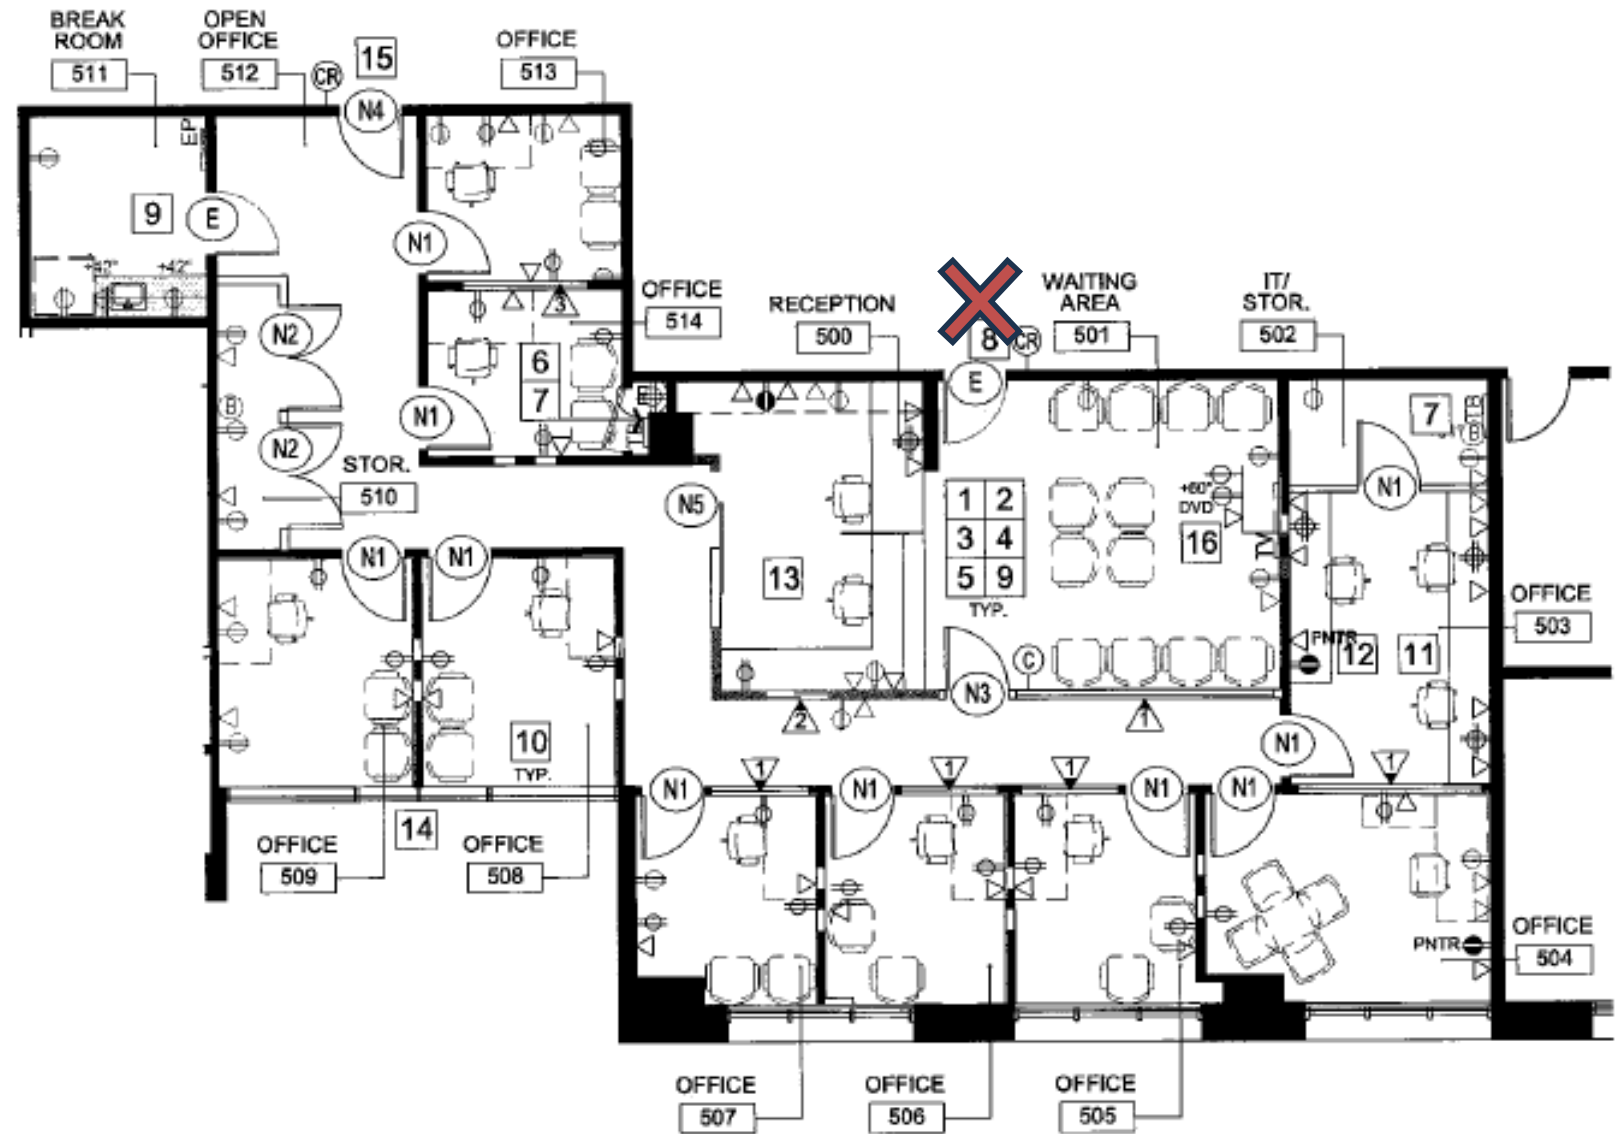 BREAK
ROOM
511
OPEN
OFFICE
512
CR
15
N4
OFFICE
513
EP
9
E
N1
+42"
+42"
N2
3
OFFICE
514
6
7
N1
B
N2
STOR.
510
N1
N1
10
TYP.
14
OFFICE
509
OFFICE
508
RECEPTION
500
8
CR
E
WAITING
AREA
501
IT/
STOR.
502
7
TB
B
N1
N5
13
1 2
3 4
5 9
TYP.
+60"
DVD
16
TV
C
N3
2
1
PNTR
12
11
OFFICE
503
N1
1
N1
1
N1
1
N1
1
N1
N1
PNTR
OFFICE
504
OFFICE
507
OFFICE
506
OFFICE
505